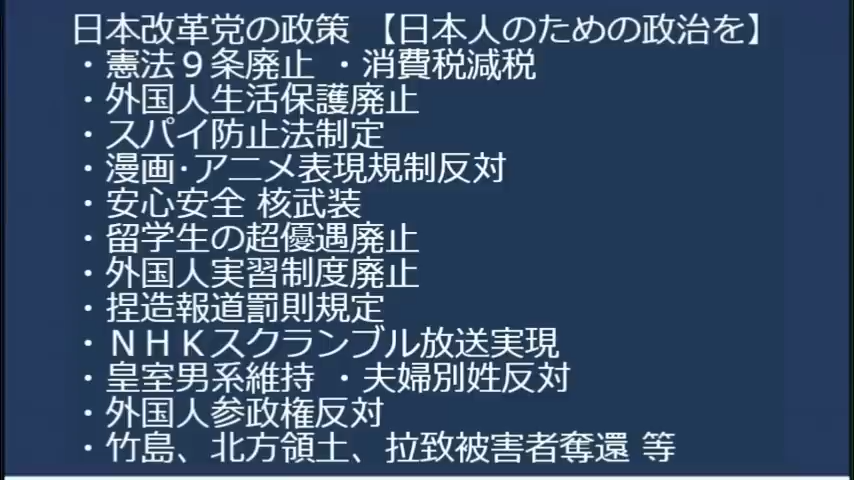 日本改革党の政策 【日本人のための政治を】
・憲法９条廃止 ・消費税減税
・外国人生活保護廃止
・スパイ防止法制定
・漫画･アニメ表現規制反対
・安心安全 核武装
・留学生の超優遇廃止
・外国人実習制度廃止
・捏造報道罰則規定
・ＮＨＫスクランブル放送実現
・皇室男系維持 ・夫婦別姓反対
・外国人参政権反対
・竹島、北方領土、拉致被害者奪還 等